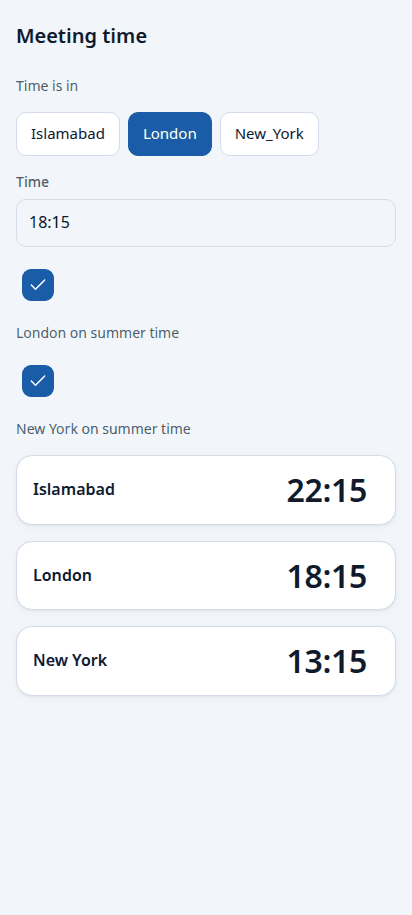 Meeting time
Time is in
Islamabad London New_York
Time
18:15
London on summer time
New York on summer time
Islamabad 22:15
London 18:15
New York 13:15